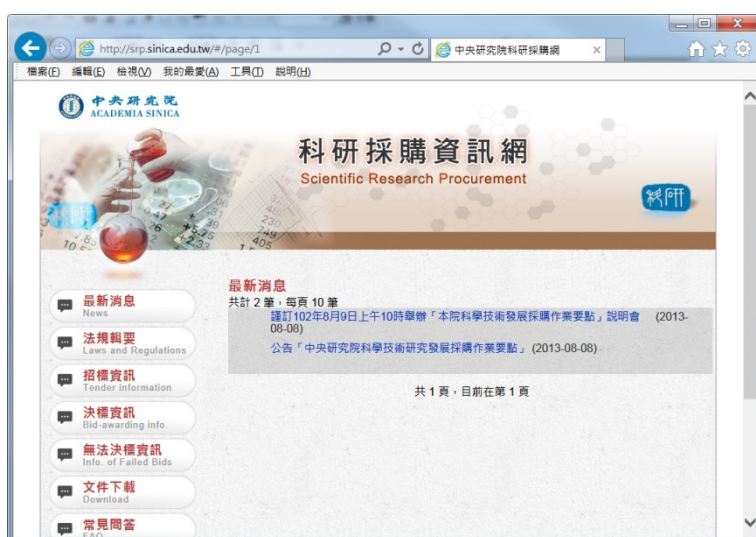 http://srp.sinica.edu.tw/#/page/1
中央研究院科研採購網
檔案(F) 編輯(E) 檢視(V) 我的最愛(A) 工具(T) 說明(H)
中央研究院
ACADEMIA SINICA
科研採購資訊網
Scientific Research Procurement
科研
最新消息
News
法規輯要
Laws and Regulations
招標資訊
Tender information
決標資訊
Bid-awarding info.
無法決標資訊
Info. of Failed Bids
文件下載
Download
常見問答
FAQ
最新消息
共計 2 筆，每頁 10 筆
謹訂102年8月9日上午10時舉辦「本院科學技術發展採購作業要點」說明會 (2013-
08-08)
公告「中央研究院科學技術研究發展採購作業要點」 (2013-08-08)
共 1 頁，目前在第 1 頁